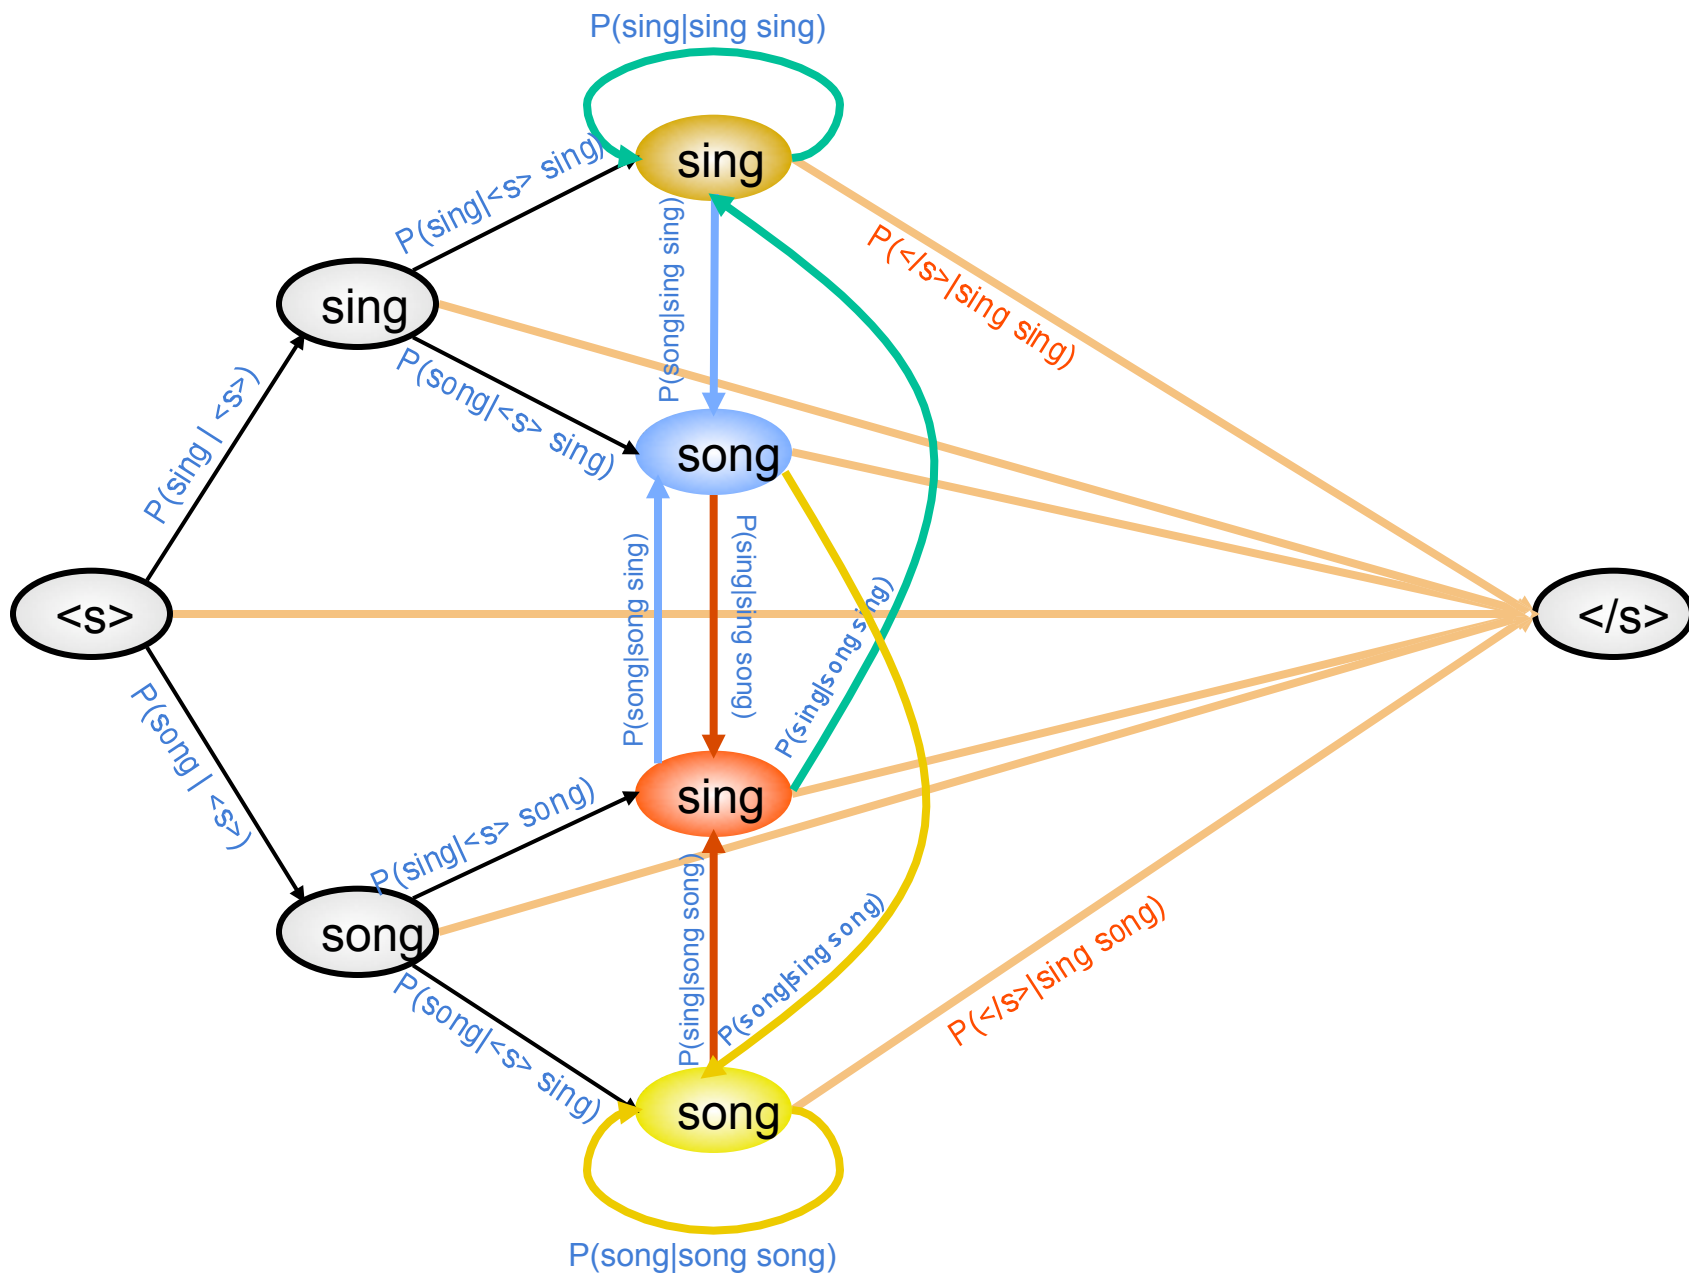 P(sing|sing sing)
sing
P(sing|<s> sing)
P(song|sing sing)
P(</s>|sing sing)
sing
P(sing | <s>)
P(song|<s> sing)
song
P(song|song sing)
P(sing|sing song)
P(sing|song sing)
<s>
</s>
P(song | <s>)
sing
P(sing|<s> song)
song
P(sing|song song)
P(song|sing song)
P(</s>|sing song)
P(song|<s> sing)
song
P(song|song song)